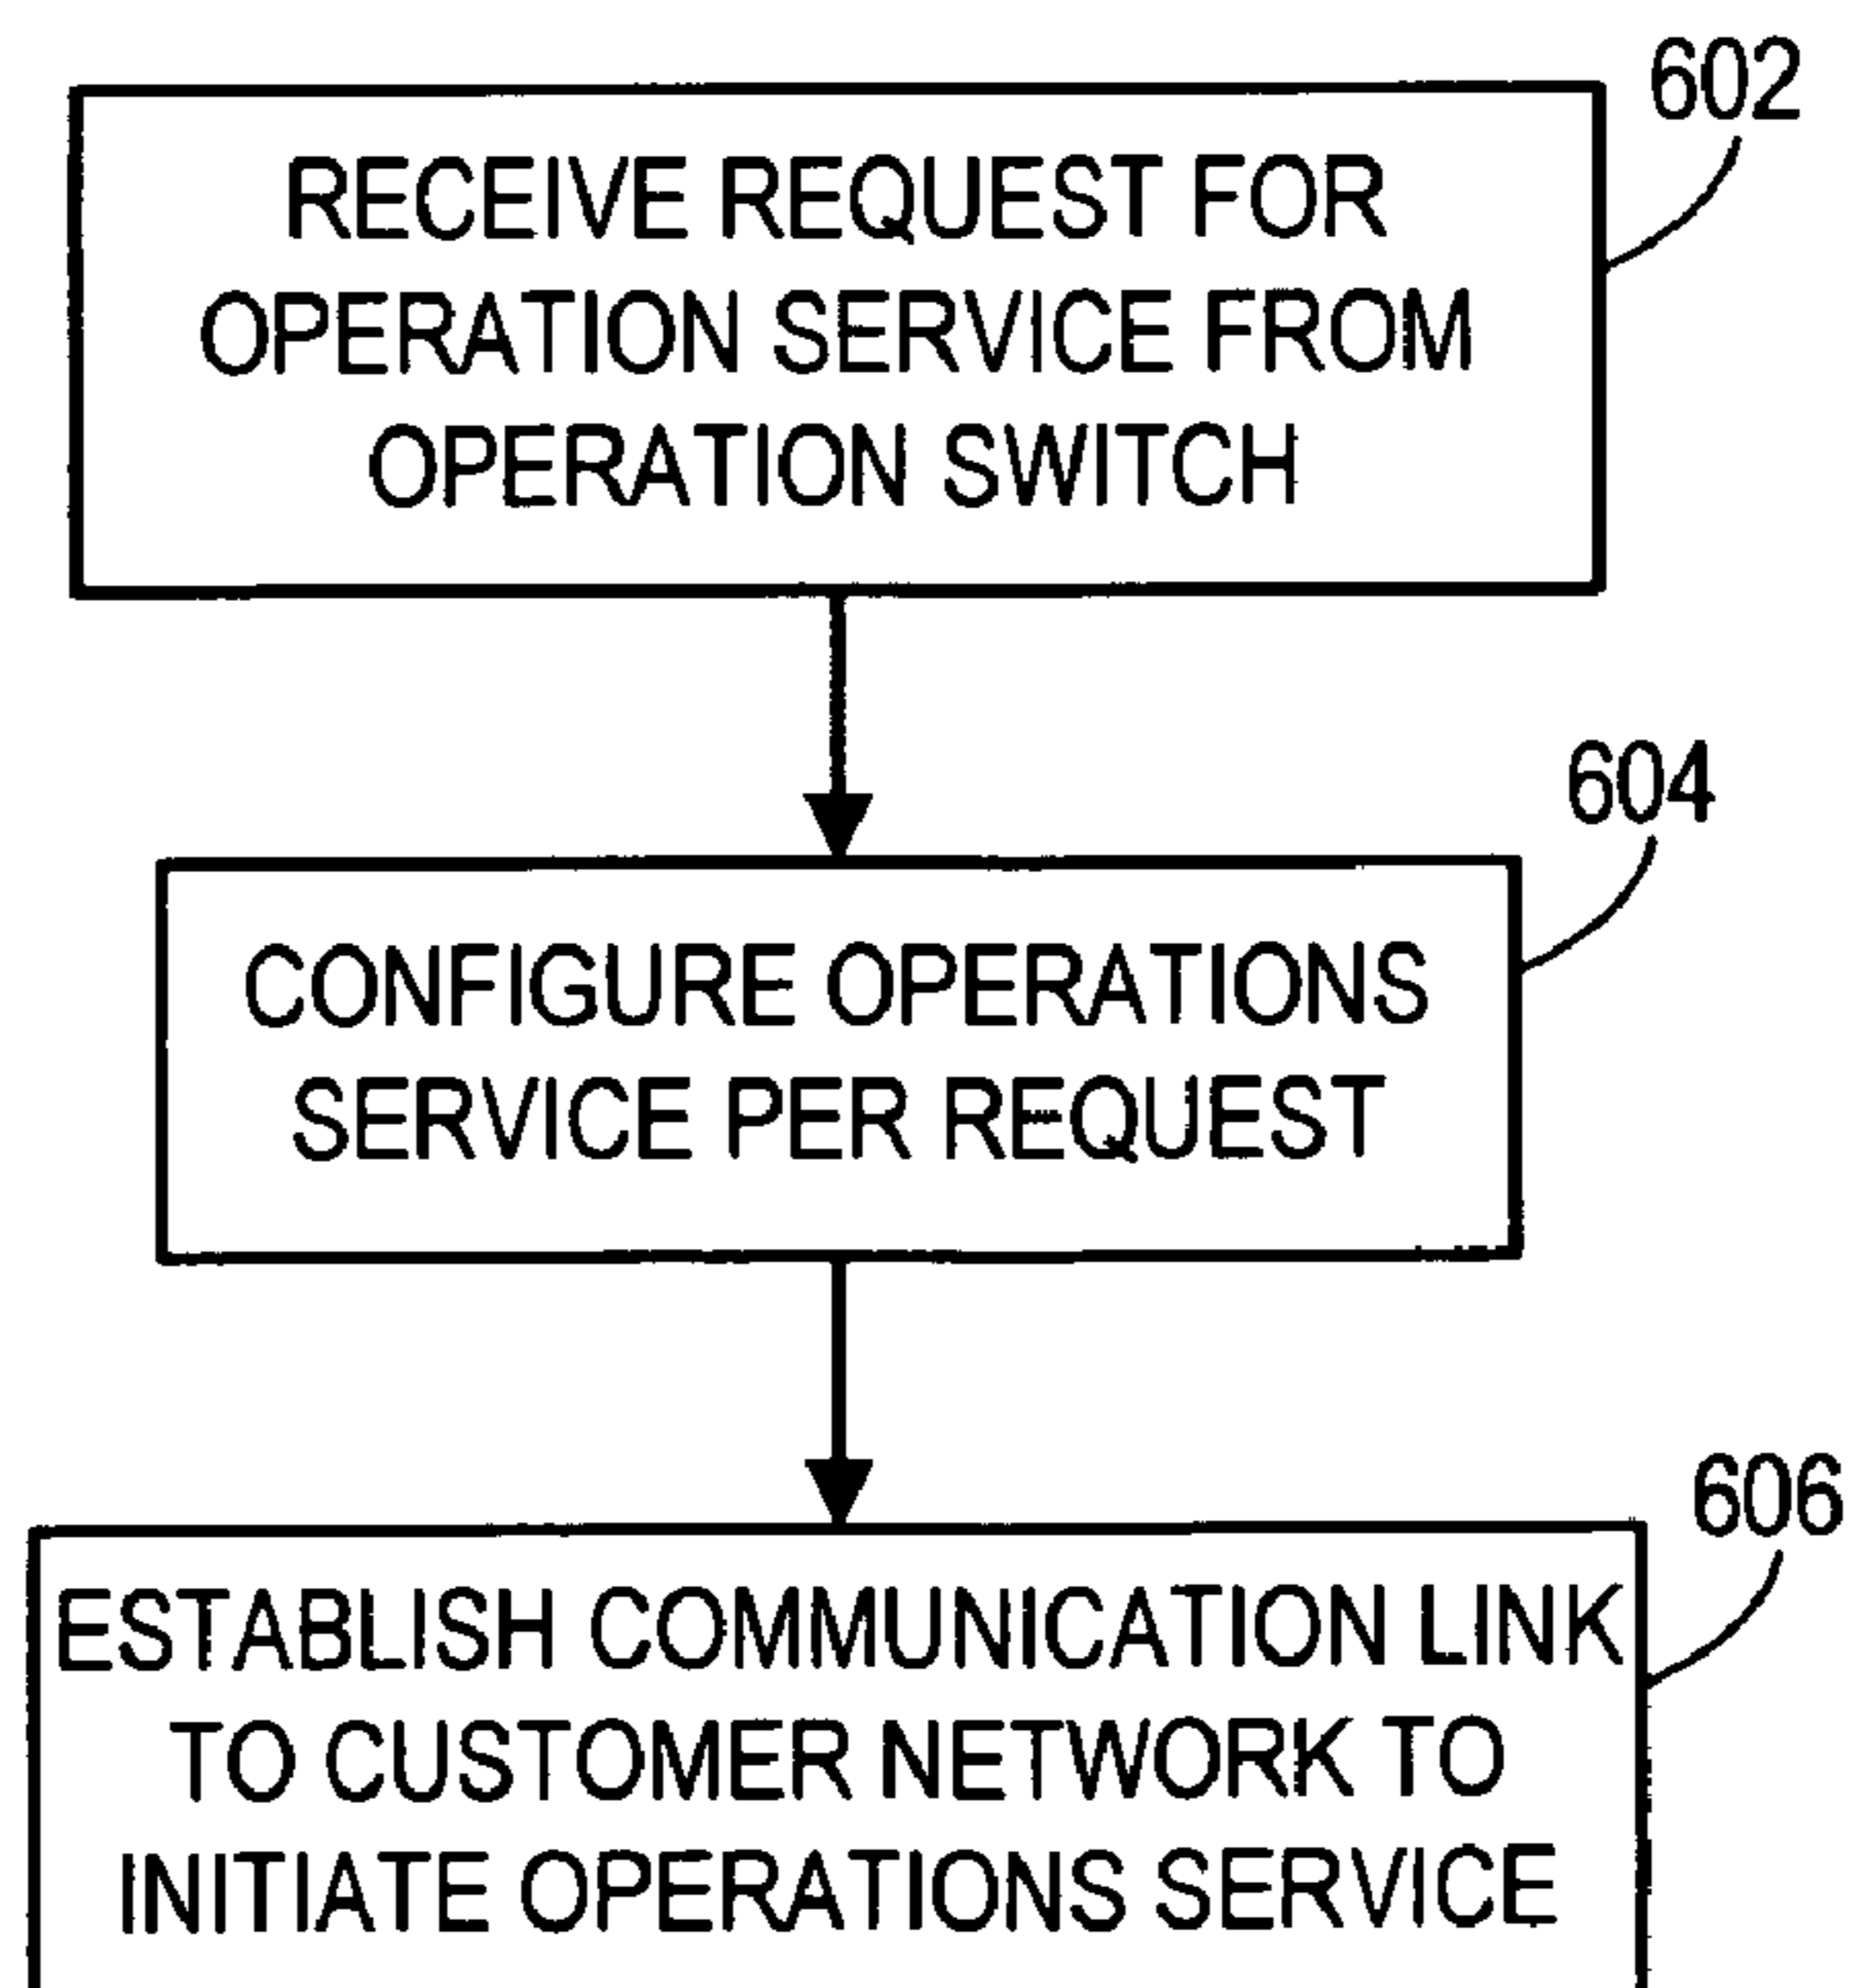 602
RECEIVE REQUEST FOR
OPERATION SERVICE FROM
OPERATION SWITCH
604
CONFIGURE OPERATIONS
SERVICE PER REQUEST
606
ESTABLISH COMMUNICATION LINK
TO CUSTOMER NETWORK TO
INITIATE OPERATIONS SERVICE